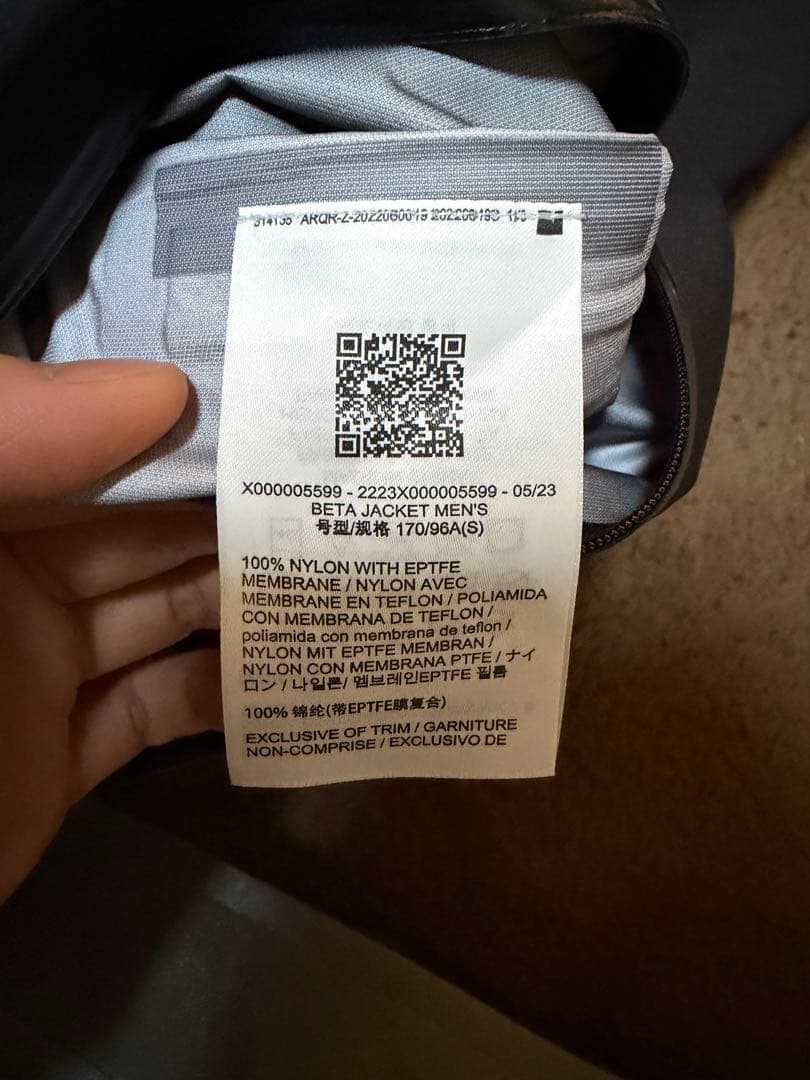 314135 ARQR-Z-2022060019
X000005599 - 2223X000005599 - 05/23
BETA JACKET MEN'S
号型/规格 170/96A(S)
100% NYLON WITH EPTFE
MEMBRANE / NYLON AVEC
MEMBRANE EN TEFLON / POLIAMIDA
CON MEMBRANA DE TEFLON /
poliamida con membrana de teflon /
NYLON MIT EPTFE MEMBRAN /
NYLON CON MEMBRANA PTFE / ナイ
ロン / 나일론/ 멤브레인EPTFE 필름
100% 锦纶(带EPTFE膜复合)
EXCLUSIVE OF TRIM / GARNITURE
NON-COMPRISE / EXCLUSIVO DE